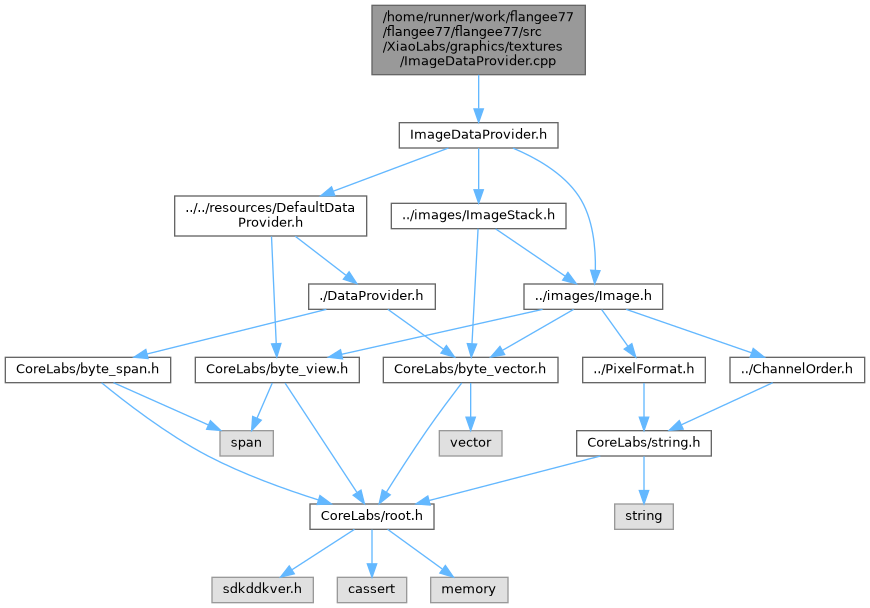 /home/runner/work/flangee77
/flangee77/flangee77/src
/XiaoLabs/graphics/textures
/ImageDataProvider.cpp
ImageDataProvider.h
../../resources/DefaultData
Provider.h
../images/ImageStack.h
./DataProvider.h
../images/Image.h
CoreLabs/byte_span.h
CoreLabs/byte_view.h
CoreLabs/byte_vector.h
../PixelFormat.h
../ChannelOrder.h
span
vector
CoreLabs/string.h
CoreLabs/root.h
string
sdkddkver.h
cassert
memory